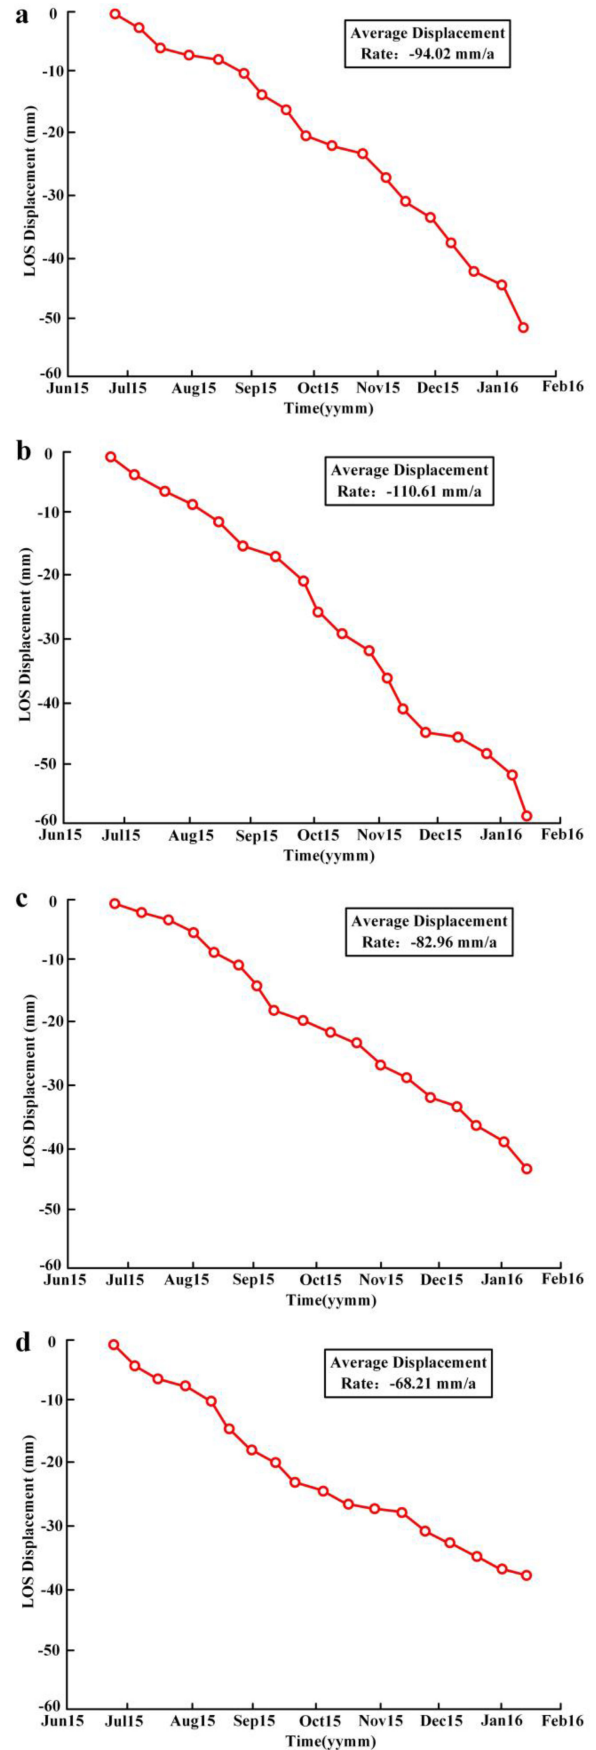 a
0
-10
-20
-30
-40
-50
-60
LOS Displacement (mm)
Average Displacement
Rate：-94.02 mm/a
Jun15 Jul15 Aug15 Sep15 Oct15 Nov15 Dec15 Jan16 Feb16
Time(yymm)
b
0
-10
-20
-30
-40
-50
-60
LOS Displacement (mm)
Average Displacement
Rate：-110.61 mm/a
Jun15 Jul15 Aug15 Sep15 Oct15 Nov15 Dec15 Jan16 Feb16
Time(yymm)
c
0
-10
-20
-30
-40
-50
-60
LOS Displacement (mm)
Average Displacement
Rate：-82.96 mm/a
Jun15 Jul15 Aug15 Sep15 Oct15 Nov15 Dec15 Jan16 Feb16
Time(yymm)
d
0
-10
-20
-30
-40
-50
-60
LOS Displacement (mm)
Average Displacement
Rate：-68.21 mm/a
Jun15 Jul15 Aug15 Sep15 Oct15 Nov15 Dec15 Jan16 Feb16
Time(yymm)